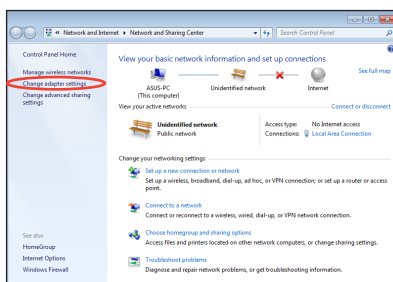 « Network and Internet ▸ Network and Sharing Center
Search Control Panel
Control Panel Home
Manage wireless networks
Change adapter settings
Change advanced sharing
settings
See also
HomeGroup
Internet Options
Windows Firewall
View your basic network information and set up connections
See full map
ASUS-PC
(This computer)
Unidentified network
Internet
View your active networks
Connect or disconnect
Unidentified network
Public network
Access type: No Internet access
Connections: Local Area Connection
Change your networking settings
Set up a new connection or network
Set up a wireless, broadband, dial-up, ad hoc, or VPN connection; or set up a router or access
point.
Connect to a network
Connect or reconnect to a wireless, wired, dial-up, or VPN network connection.
Choose homegroup and sharing options
Access files and printers located on other network computers, or change sharing settings.
Troubleshoot problems
Diagnose and repair network problems, or get troubleshooting information.